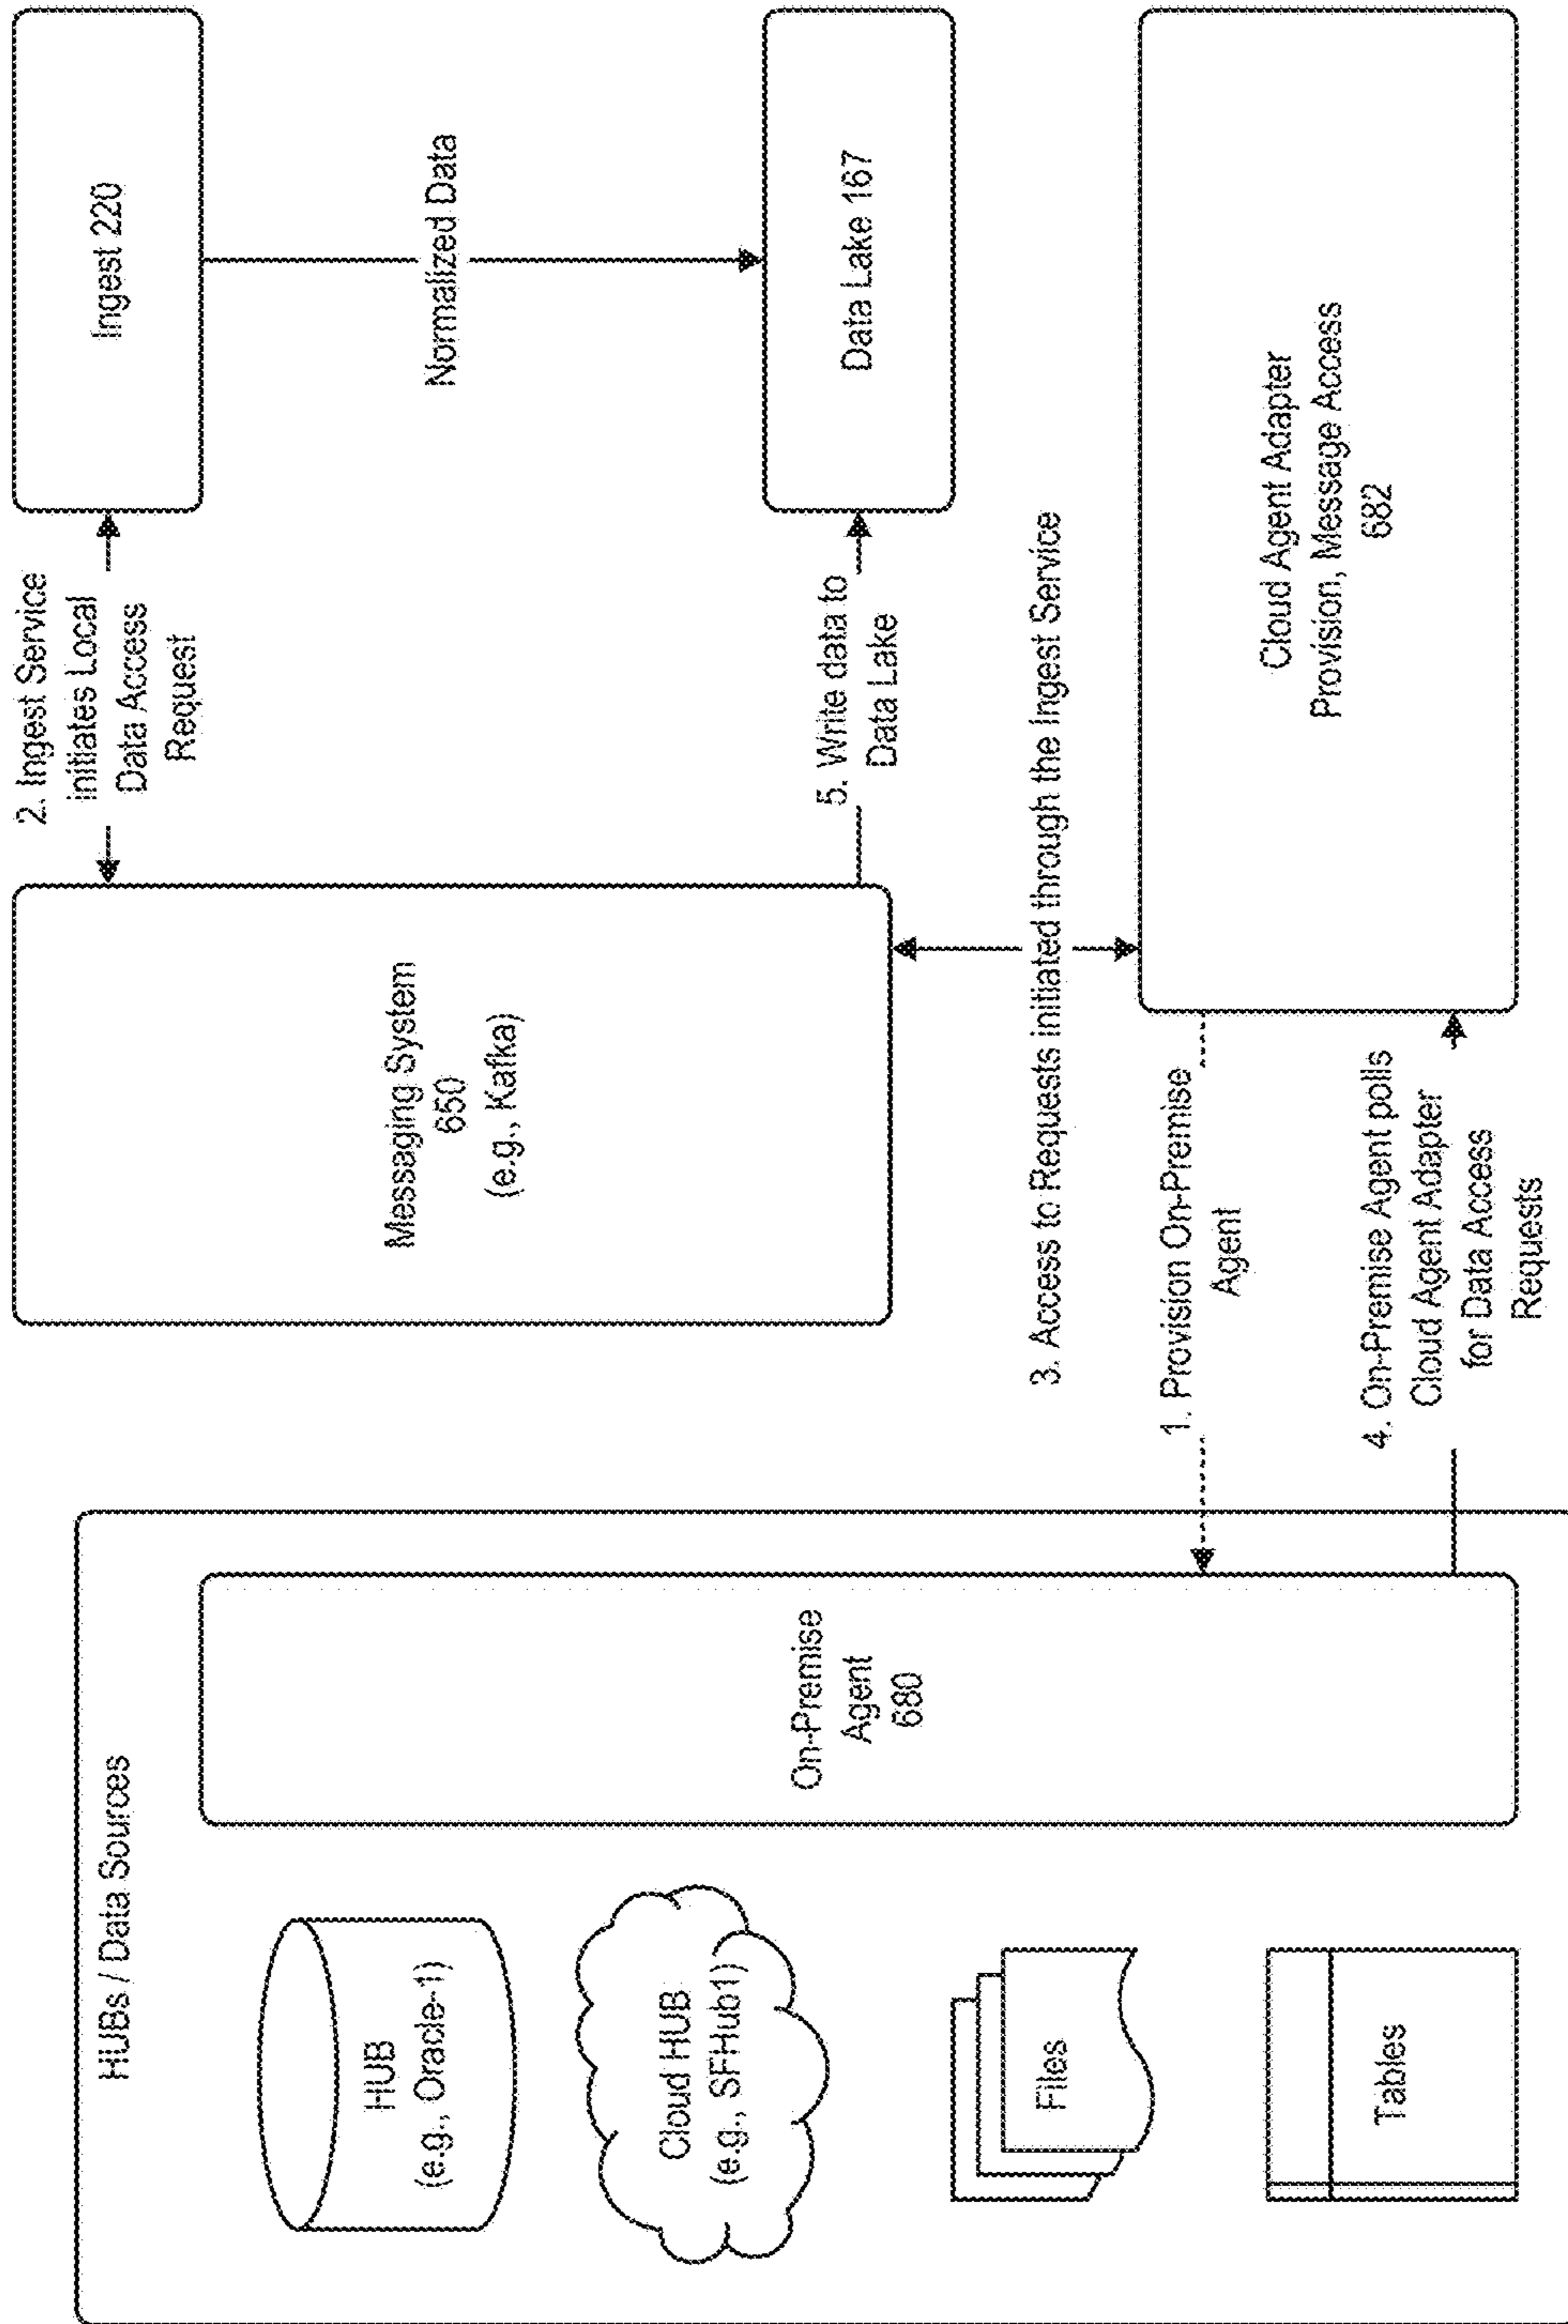 HUBs / Data Sources
HUB
(e.g., Oracle-1)
Cloud HUB
(e.g., SFHub1)
Files
Tables
On-Premise
Agent
680
Messaging System
650
(e.g., Kafka)
2. Ingest Service
initiates Local
Data Access
Request
Ingest 220
Normalized Data
5. Write data to
Data Lake
Data Lake 167
3. Access to Requests initiated through the Ingest Service
1. Provision On-Premise
Agent
4. On-Premise Agent polls
Cloud Agent Adapter
for Data Access
Requests
Cloud Agent Adapter
Provision, Message Access
682